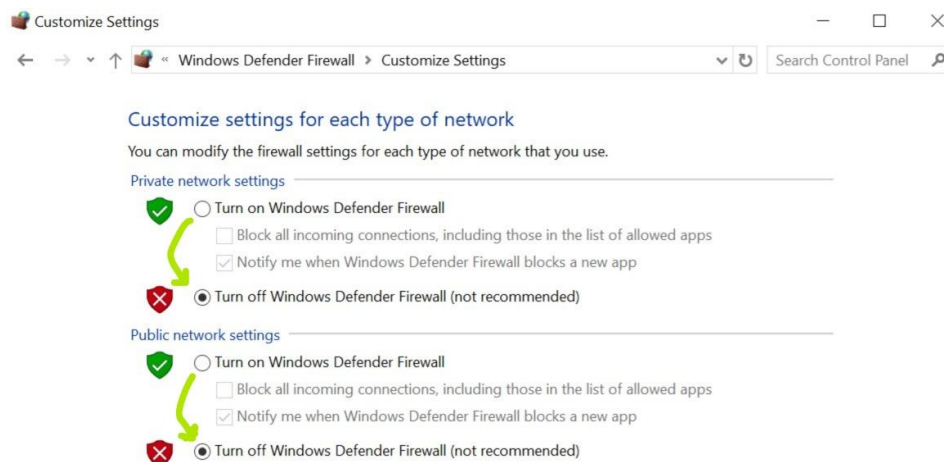 Customize Settings
« Windows Defender Firewall > Customize Settings
Search Control Panel
Customize settings for each type of network
You can modify the firewall settings for each type of network that you use.
Private network settings
Turn on Windows Defender Firewall
Block all incoming connections, including those in the list of allowed apps
Notify me when Windows Defender Firewall blocks a new app
Turn off Windows Defender Firewall (not recommended)
Public network settings
Turn on Windows Defender Firewall
Block all incoming connections, including those in the list of allowed apps
Notify me when Windows Defender Firewall blocks a new app
Turn off Windows Defender Firewall (not recommended)